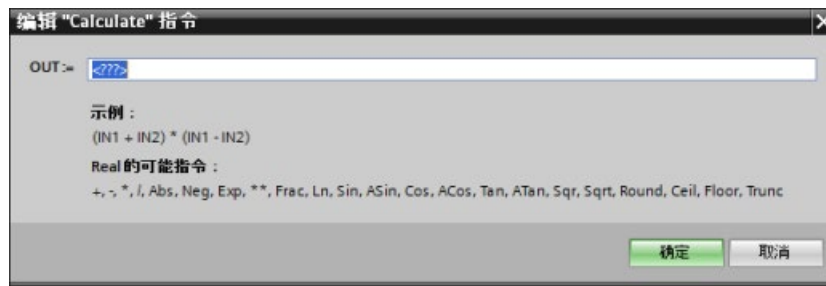 编辑 "Calculate" 指令
OUT:= <???>
示例：
(IN1 + IN2) * (IN1 - IN2)
Real 的可能指令：
+, -, *, /, Abs, Neg, Exp, **, Frac, Ln, Sin, ASin, Cos, ACos, Tan, ATan, Sqr, Sqrt, Round, Ceil, Floor, Trunc
确定 取消